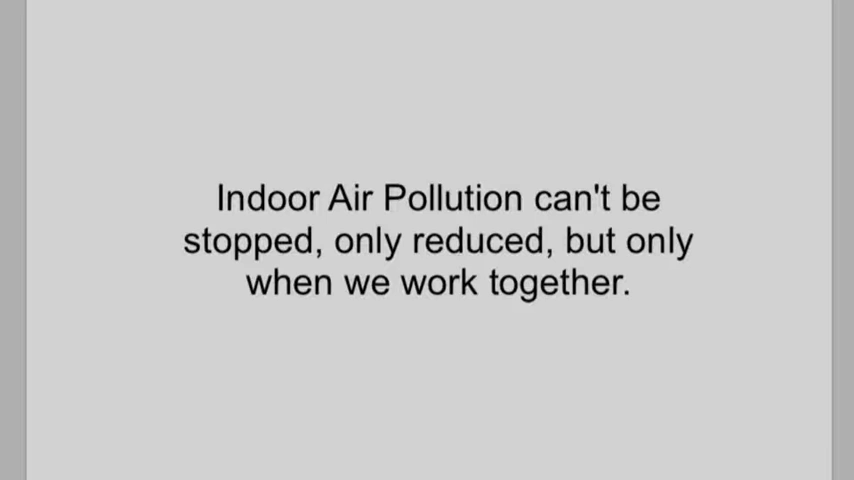 Indoor Air Pollution can't be
stopped, only reduced, but only
when we work together.